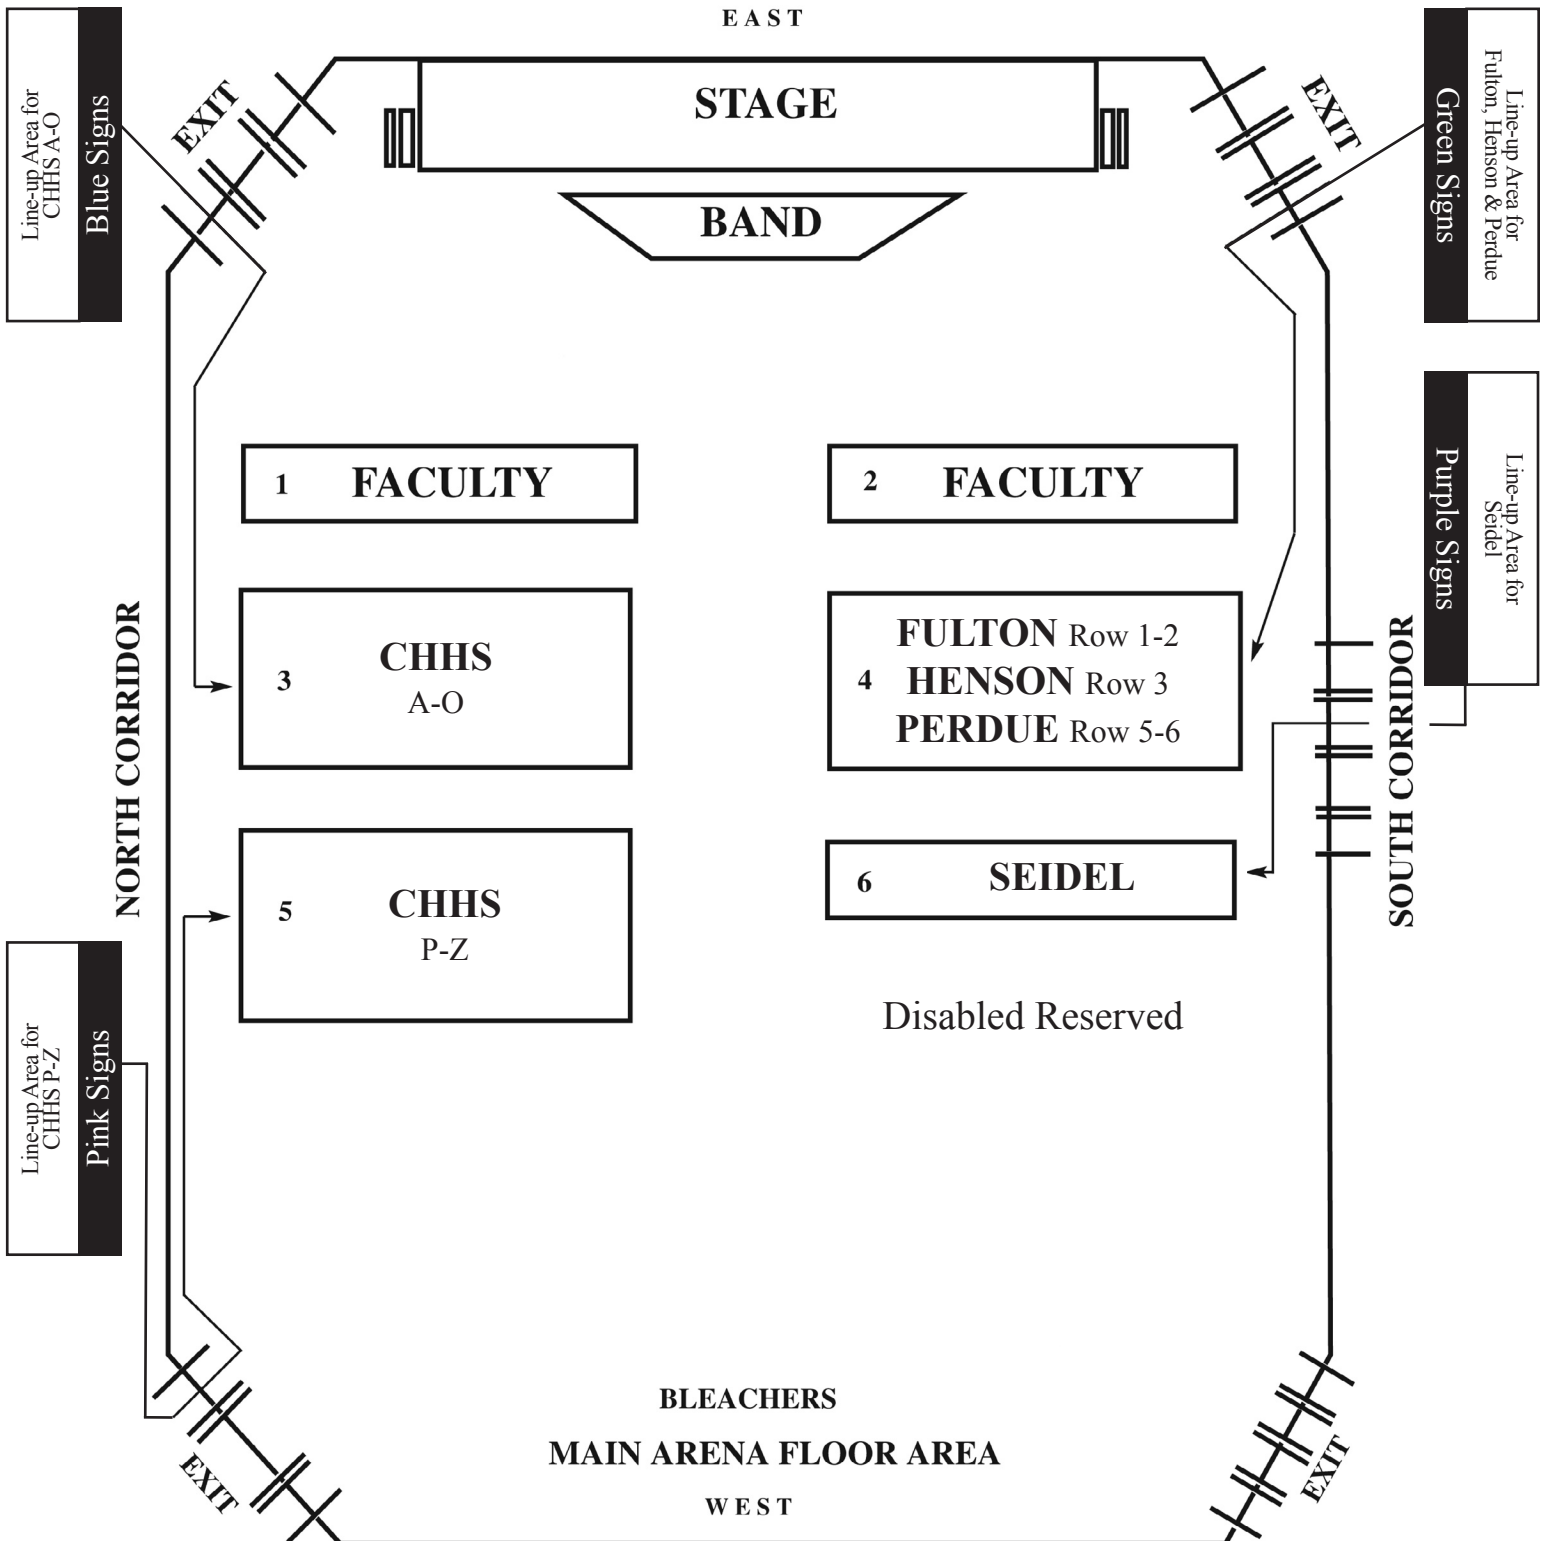 EAST
Line-up Area for
CHHS A-O
Blue Signs
EXIT
STAGE
EXIT
Green Signs
Line-up Area for
Fulton, Henson & Perdue
BAND
1 FACULTY
2 FACULTY
Purple Signs
Line-up Area for
Seidel
NORTH CORRIDOR
3 CHHS
A-O
FULTON Row 1-2
4 HENSON Row 3
PERDUE Row 5-6
SOUTH CORRIDOR
5 CHHS
P-Z
6 SEIDEL
Disabled Reserved
Line-up Area for
CHHS P-Z
Pink Signs
EXIT
BLEACHERS
MAIN ARENA FLOOR AREA
WEST
EXIT